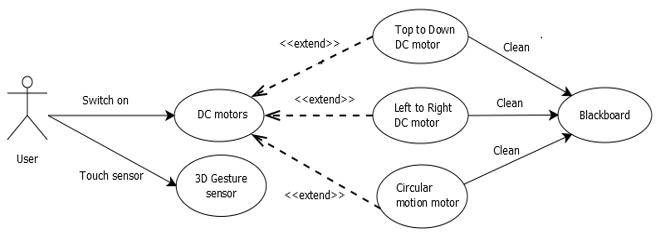 Top to Down
DC motor
<<extend>>
Clean
Switch on
DC motors
<<extend>>
Left to Right
DC motor
Clean
Blackboard
User
Touch sensor
3D Gesture
sensor
<<extend>>
Circular
motion motor
Clean